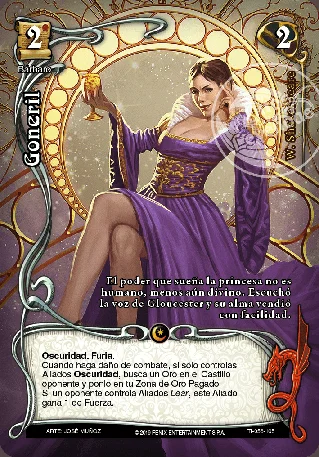 2
2
Bárbaro
Goneril
W. Shakespeare
El poder que sueña la princesa no es
humano, menos aún divino. Escuchó
la voz de Gloucester y su alma vendió
con facilidad.
Oscuridad. Furia.
Cuando haga daño de combate, si solo controlas
Aliados Oscuridad, busca un Oro en el Castillo
oponente y ponlo en tu Zona de Oro Pagado
Si un oponente controla Aliados Lear, este Aliado
gana 1 de Fuerza.
ARTE: JOSÉ MUÑOZ
© 2016 FENIX ENTERTAINMENT S.P.A.